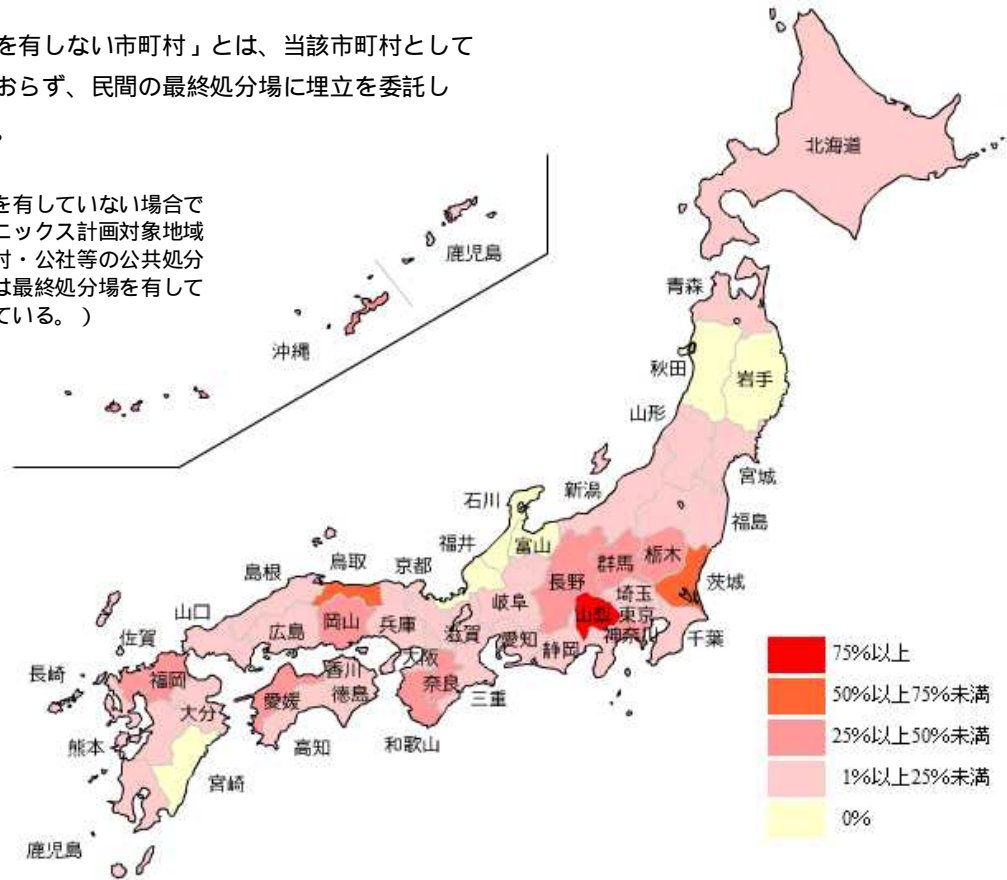 を有しない市町村」とは、当該市町村として
おらず、民間の最終処分場に埋立を委託し
。
を有していない場合で
ニックス計画対象地域
村・公社等の公共処分
は最終処分場を有して
ている。)
北海道
鹿児島
沖縄
青森
秋田
岩手
山形
宮城
新潟
石川
福島
福井
富山
群馬
栃木
京都
鳥取
島根
長野
茨城
埼玉
岐阜
山梨
東京
山口
岡山
兵庫
滋賀
愛知
静岡
神奈川
千葉
広島
佐賀
大阪
香川
長崎
福岡
奈良
愛媛
徳島
三重
大分
熊本
高知
和歌山
宮崎
鹿児島
75%以上
50%以上75%未満
25%以上50%未満
1%以上25%未満
0%